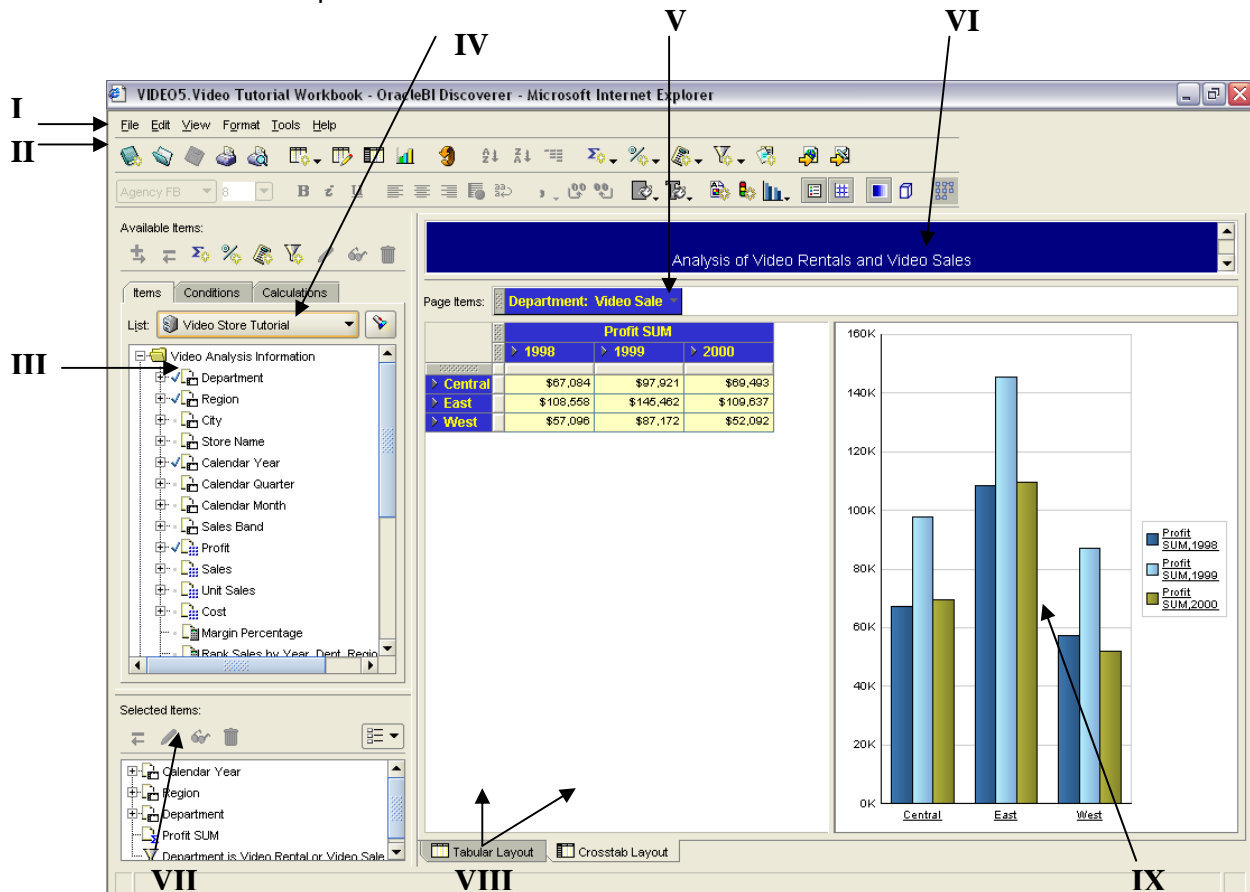 V
VI
IV
VIDEO5.Video Tutorial Workbook - OracleBI Discoverer - Microsoft Internet Explorer
I
File Edit View Format Tools Help
II
Agency FB 8 B i U
Available Items:
Items Conditions Calculations
List: Video Store Tutorial
III
Video Analysis Information
Department
Region
City
Store Name
Calendar Year
Calendar Quarter
Calendar Month
Sales Band
Profit
Sales
Unit Sales
Cost
Margin Percentage
Rank Sales by Year, Dept, Regio
Selected Items:
Calendar Year
Region
Department
Profit SUM
Department is Video Rental or Video Sale
Analysis of Video Rentals and Video Sales
Page Items: Department: Video Sale
Profit SUM
1998 1999 2000
Central $67,084 $97,921 $69,493
East $108,558 $145,462 $109,637
West $57,096 $87,172 $52,092
160K
140K
120K
100K
80K
60K
40K
20K
0K
Central East West
Profit
SUM,1998
Profit
SUM,1999
Profit
SUM,2000
Tabular Layout Crosstab Layout
VII VIII IX